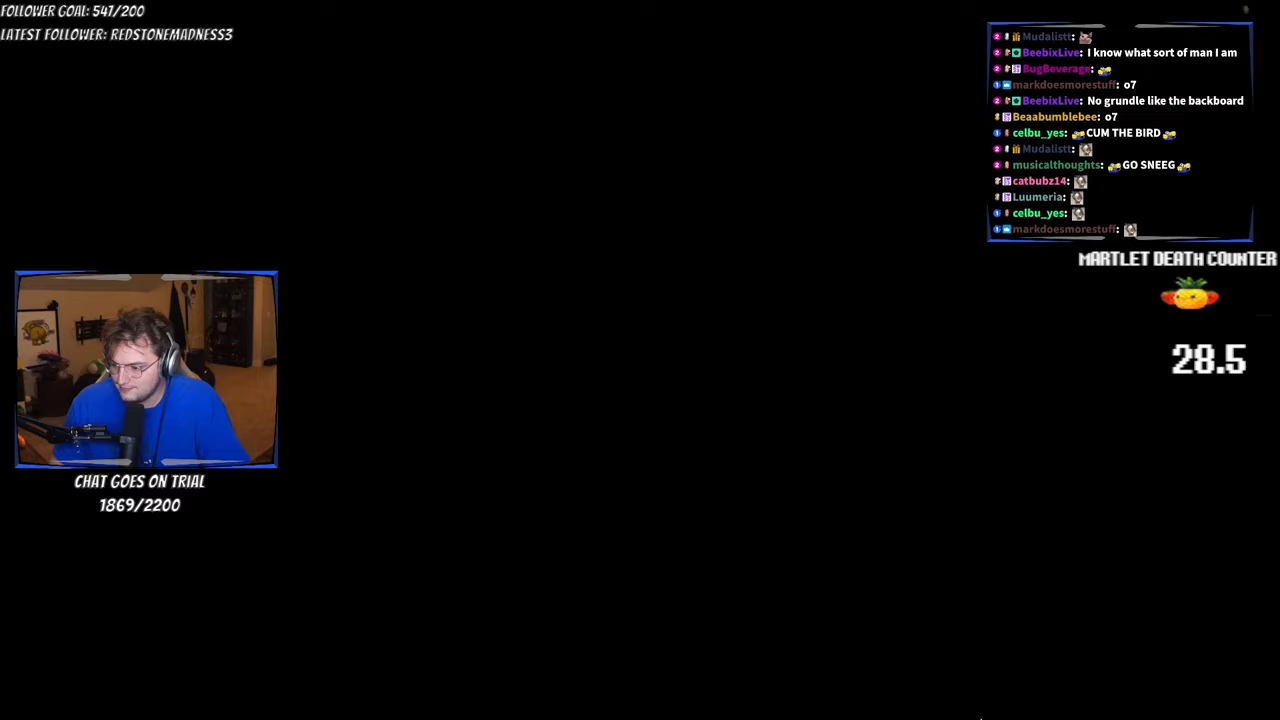 FOLLOWER GOAL: 547/200
LATEST FOLLOWER: REDSTONEMADNESS3
Mudalistt:
BeebixLive: I know what sort of man I am
BugBeverage:
markdoesmorestuff: o7
BeebixLive: No grundle like the backboard
Beaabumblebee: o7
celbu_yes: CUM THE BIRD
Mudalistt:
musicalthoughts: GO SNEEG
catbubz14:
Luumeria:
celbu_yes:
markdoesmorestuff:
MARTLET DEATH COUNTER
28.5
CHAT GOES ON TRIAL
1869/2200